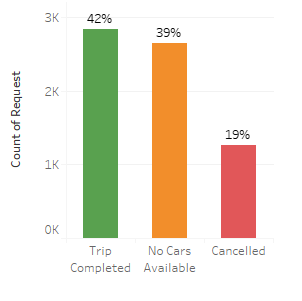 Count of Request
3K
2K
1K
0K
42%
39%
19%
Trip
Completed
No Cars
Available
Cancelled